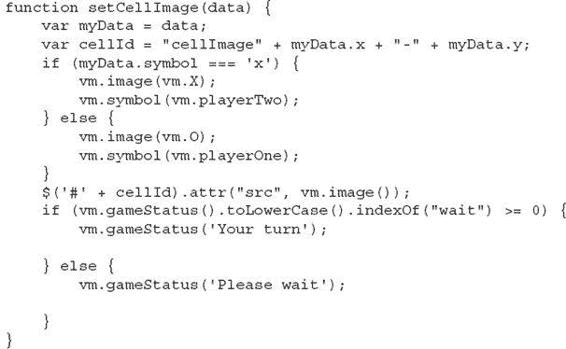 function setCellImage(data) {
    var myData = data;
    var cellId = "cellImage" + myData.x + "-" + myData.y;
    if (myData.symbol === 'x') {
        vm.image(vm.X);
        vm.symbol(vm.playerTwo);
    } else {
        vm.image(vm.O);
        vm.symbol(vm.playerOne);
    }
    $('#' + cellId).attr("src", vm.image());
    if (vm.gameStatus().toLowerCase().indexOf("wait") >= 0) {
        vm.gameStatus('Your turn');
    } else {
        vm.gameStatus('Please wait');
    }
}